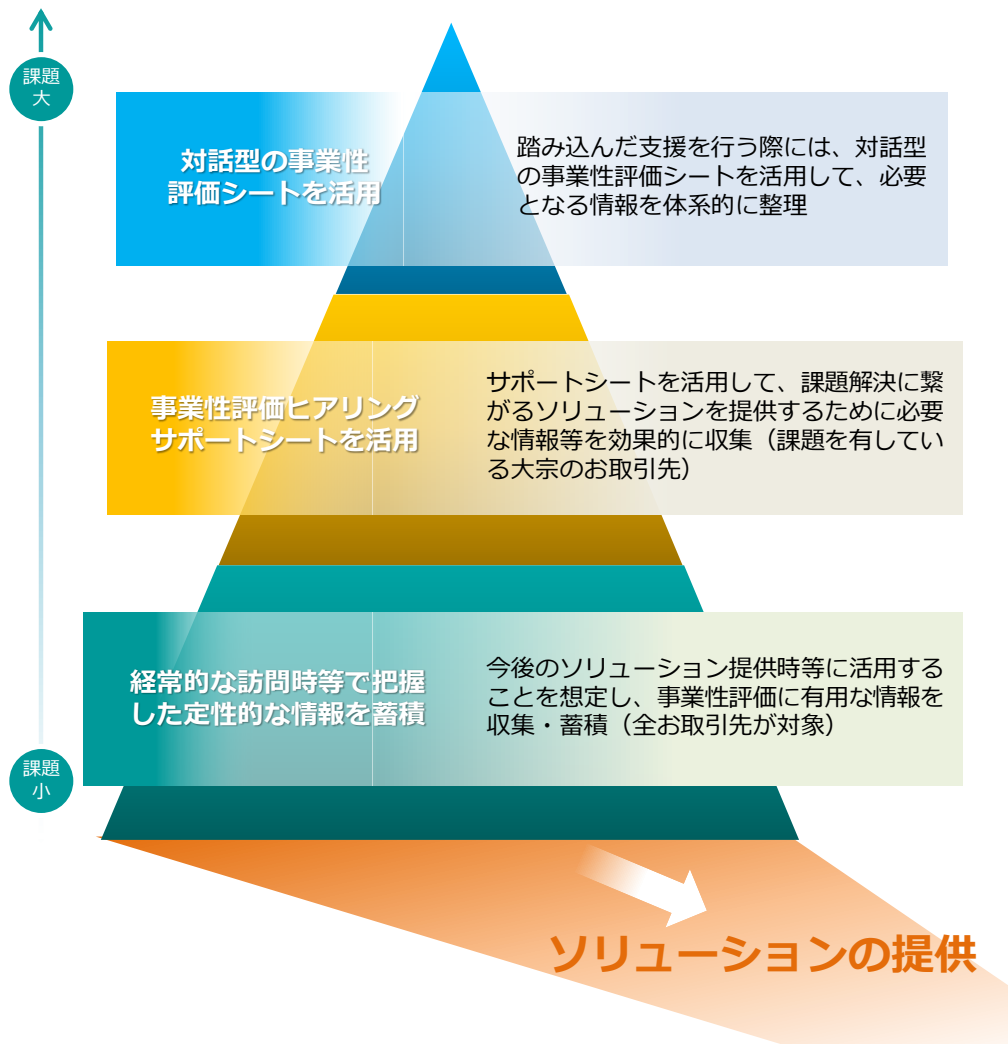 課題
大
対話型の事業性
評価シートを活用
踏み込んだ支援を行う際には、対話型
の事業性評価シートを活用して、必要
となる情報を体系的に整理
事業性評価ヒアリング
サポートシートを活用
サポートシートを活用して、課題解決に繋
がるソリューションを提供するために必要
な情報等を効果的に収集（課題を有してい
る大宗のお取引先）
経常的な訪問時等で把握
した定性的な情報を蓄積
今後のソリューション提供時等に活用する
ことを想定し、事業性評価に有用な情報を
収集・蓄積（全お取引先が対象）
課題
小
ソリューションの提供